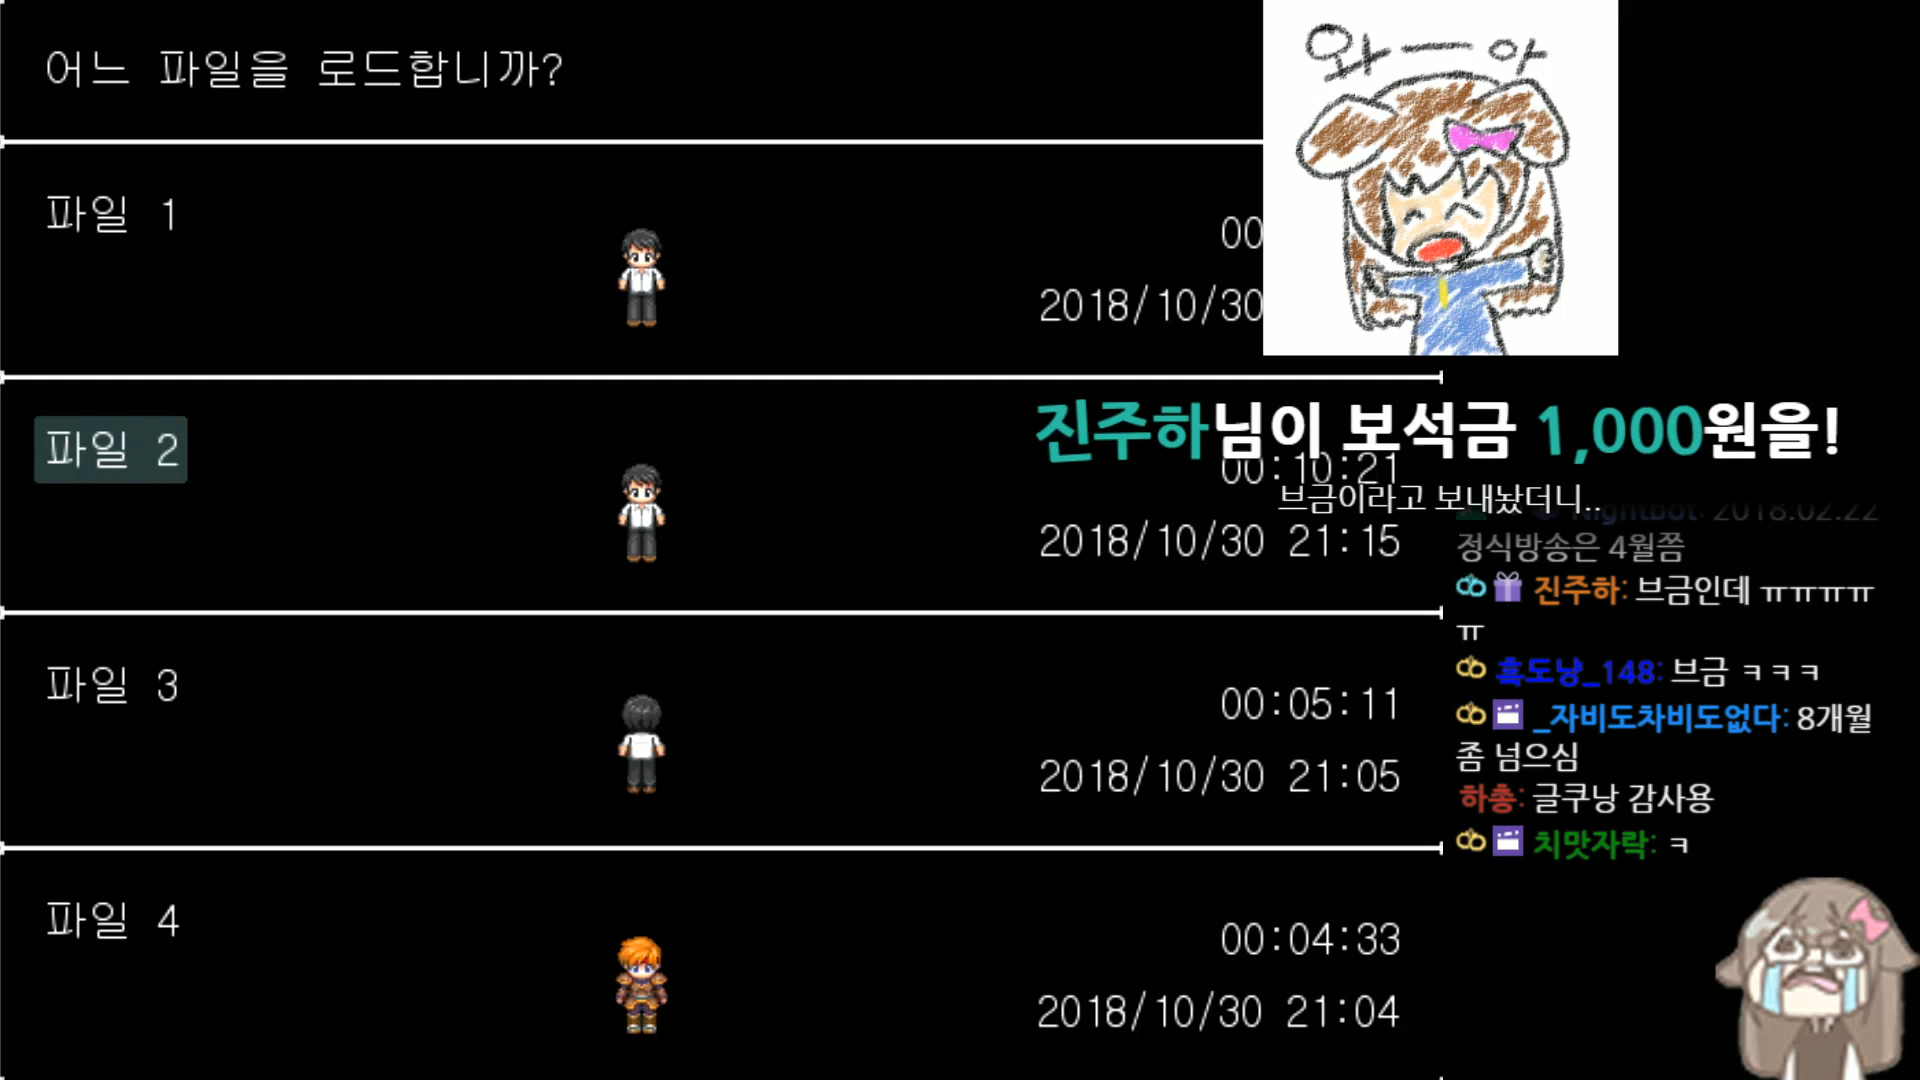 어느 파일을 로드합니까?
와ー아
파일 1
00
2018/10/30
파일 2
진주하님이 보석금 1,000원을!
00:10:21
브금이라고 보내놨더니..
2018/10/30 21:15
Nightbot: 2018.02.22
정식방송은 4월쯤
진주하: 브금인데 ㅠㅠㅠㅠ
ㅠ
흑도냥_148: 브금 ㅋㅋㅋ
_자비도차비도없다: 8개월
좀 넘으심
하총: 글쿠낭 감사용
치맛자락: ㅋ
파일 3
00:05:11
2018/10/30 21:05
파일 4
00:04:33
2018/10/30 21:04